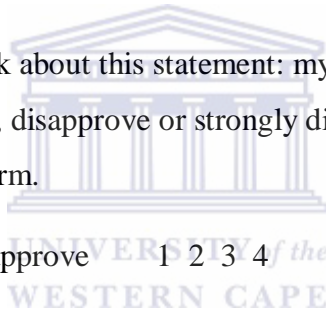 k about this statement: my
, disapprove or strongly di
rm.
pprove 1 2 3 4
UNIVERSITY of the
WESTERN CAPE